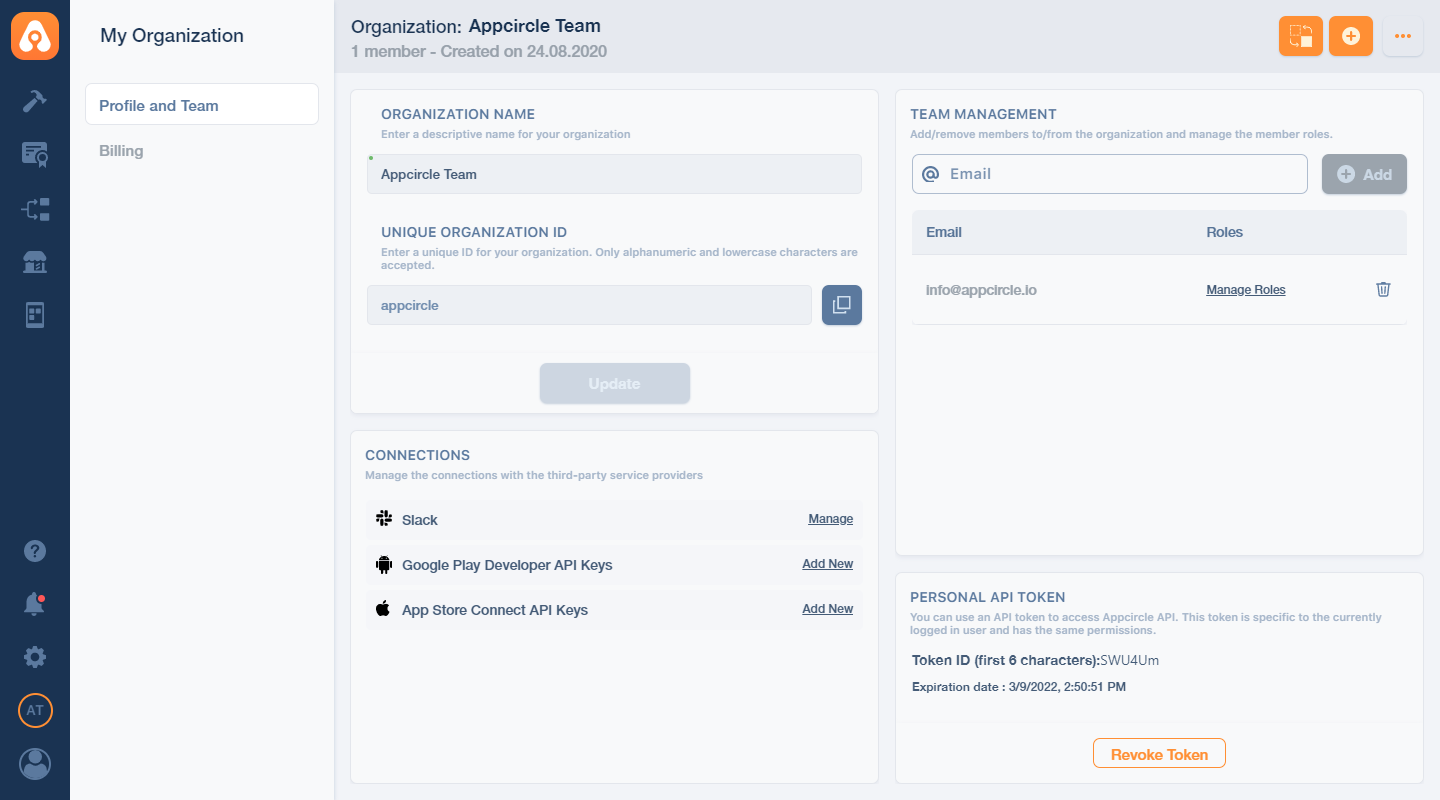 My Organization
Profile and Team
Billing
AT
Organization: Appcircle Team
1 member - Created on 24.08.2020
ORGANIZATION NAME
Enter a descriptive name for your organization
Appcircle Team
UNIQUE ORGANIZATION ID
Enter a unique ID for your organization. Only alphanumeric and lowercase characters are
accepted.
appcircle
Update
CONNECTIONS
Manage the connections with the third-party service providers
Slack Manage
Google Play Developer API Keys Add New
App Store Connect API Keys Add New
TEAM MANAGEMENT
Add/remove members to/from the organization and manage the member roles.
Email Add
Email Roles
info@appcircle.io Manage Roles
PERSONAL API TOKEN
You can use an API token to access Appcircle API. This token is specific to the currently
logged in user and has the same permissions.
Token ID (first 6 characters):SWU4Um
Expiration date : 3/9/2022, 2:50:51 PM
Revoke Token